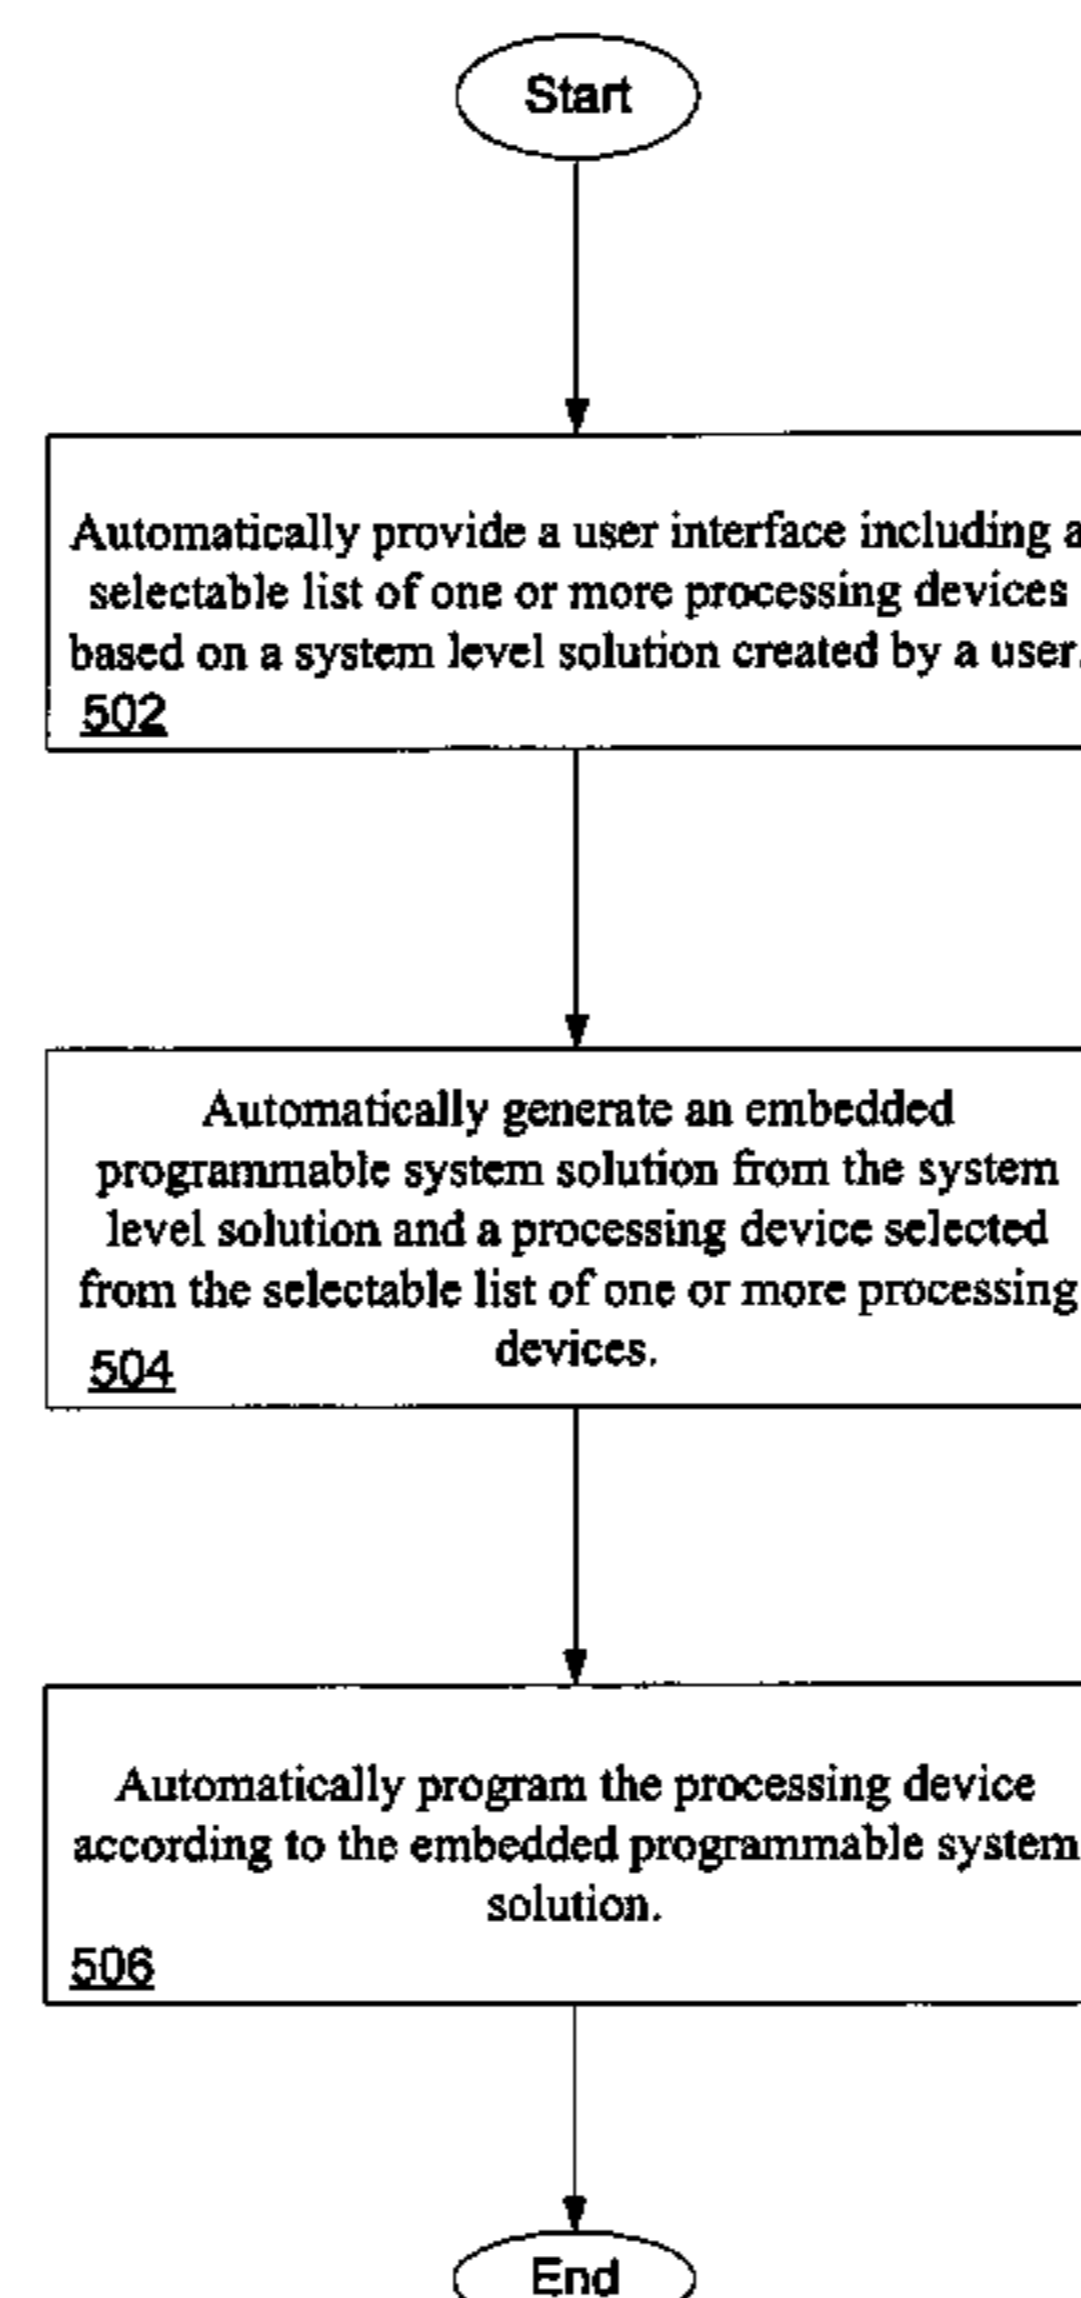 Start
Automatically provide a user interface including a
selectable list of one or more processing devices
based on a system level solution created by a user.
502
Automatically generate an embedded
programmable system solution from the system
level solution and a processing device selected
from the selectable list of one or more processing
devices.
504
Automatically program the processing device
according to the embedded programmable system
solution.
506
End